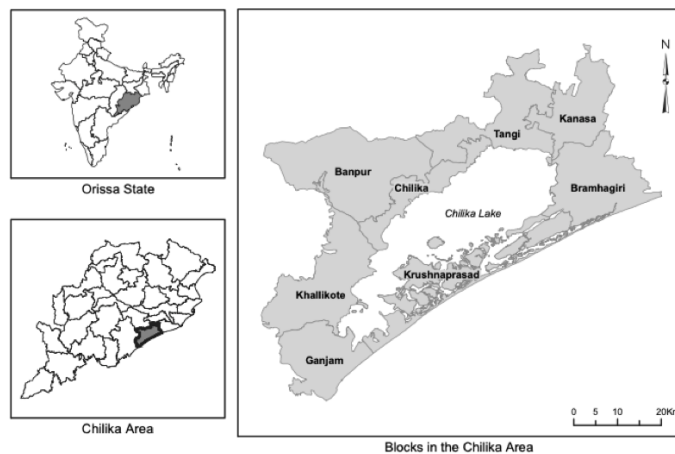 Orissa State
Chilika Area
N
Kanasa
Tangi
Banpur
Chilika
Bramhagiri
Chilika Lake
Krushnaprasad
Khallikote
Ganjam
0 5 10 20Km
Blocks in the Chilika Area